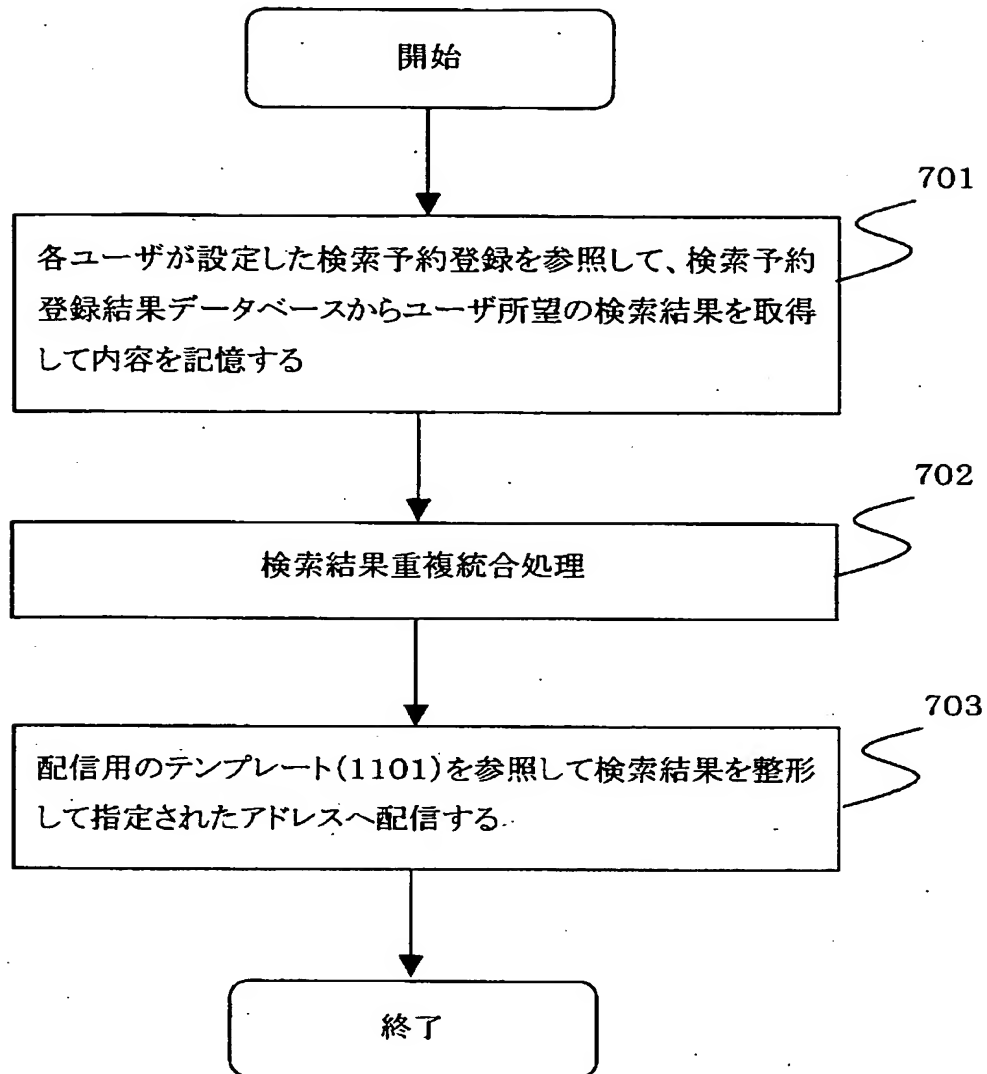 開始
701
各ユーザが設定した検索予約登録を参照して、検索予約
登録結果データベースからユーザ所望の検索結果を取得
して内容を記憶する
702
検索結果重複統合処理
703
配信用のテンプレート(1101)を参照して検索結果を整形
して指定されたアドレスへ配信する
終了